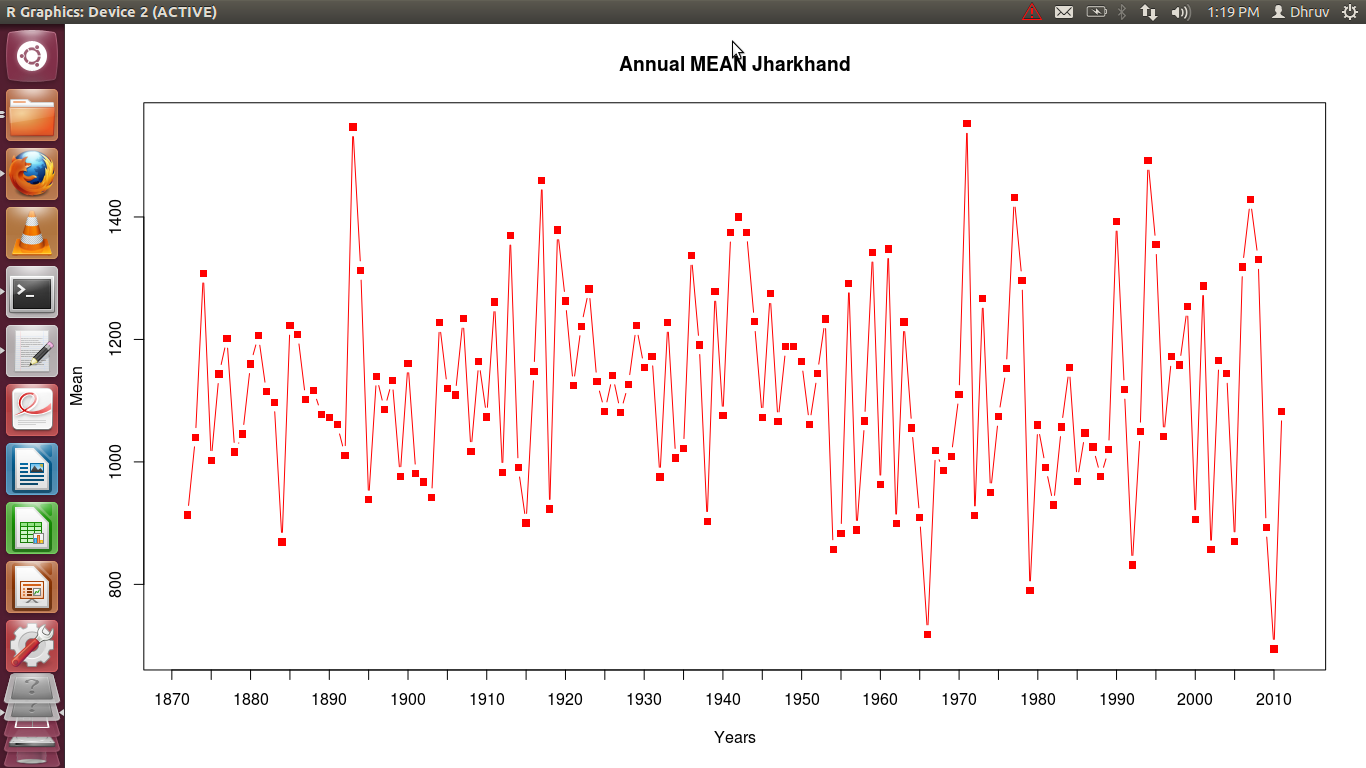 R Graphics: Device 2 (ACTIVE)
1:19 PM
Dhruv
Annual MEAN Jharkhand
Mean
1400
1200
1000
800
1870 1880 1890 1900 1910 1920 1930 1940 1950 1960 1970 1980 1990 2000 2010
Years
>_
?
?